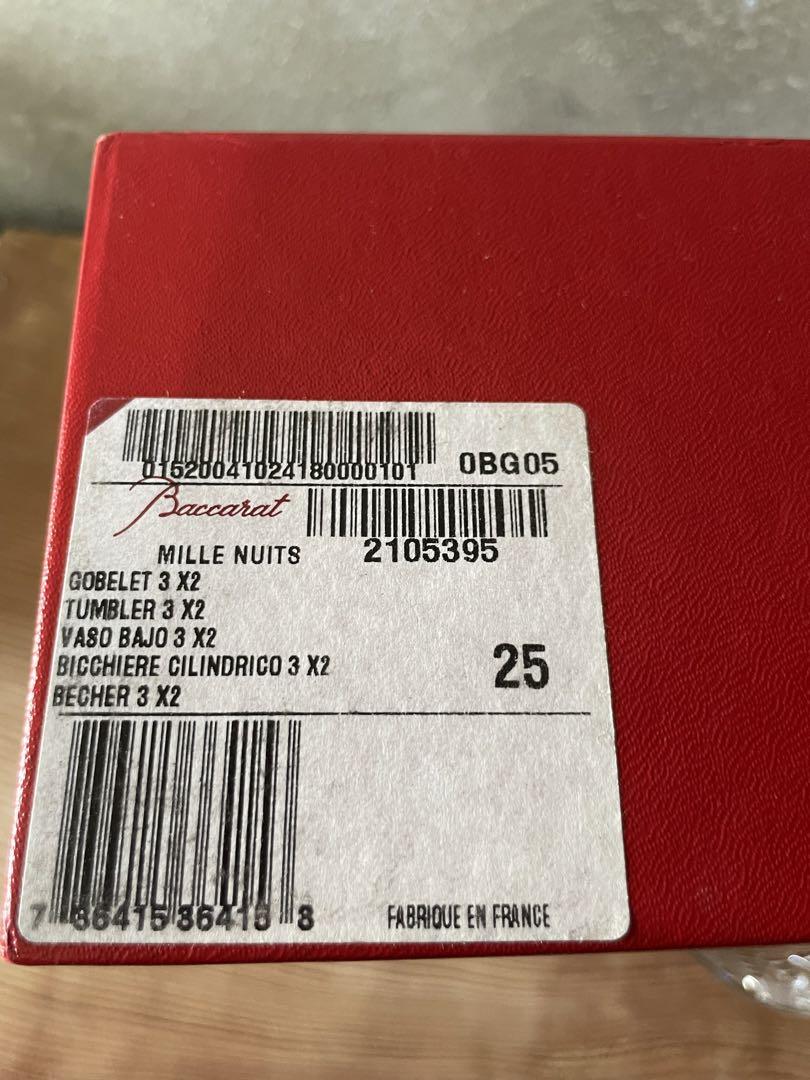 01520041024180000101
0BG05
Baccarat
MILLE NUITS
2105395
GOBELET 3 X2
TUMBLER 3 X2
VASO BAJO 3 X2
BICCHIERE CILINDRICO 3 X2
BECHER 3 X2
25
FABRIQUE EN FRANCE